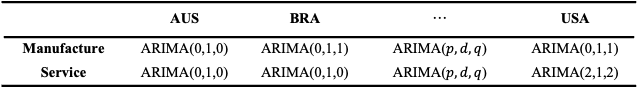 AUS BRA ⋯ USA
Manufacture ARIMA(0,1,0) ARIMA(0,1,1) ARIMA(p, d, q) ARIMA(0,1,1)
Service ARIMA(0,1,0) ARIMA(0,1,0) ARIMA(p, d, q) ARIMA(2,1,2)